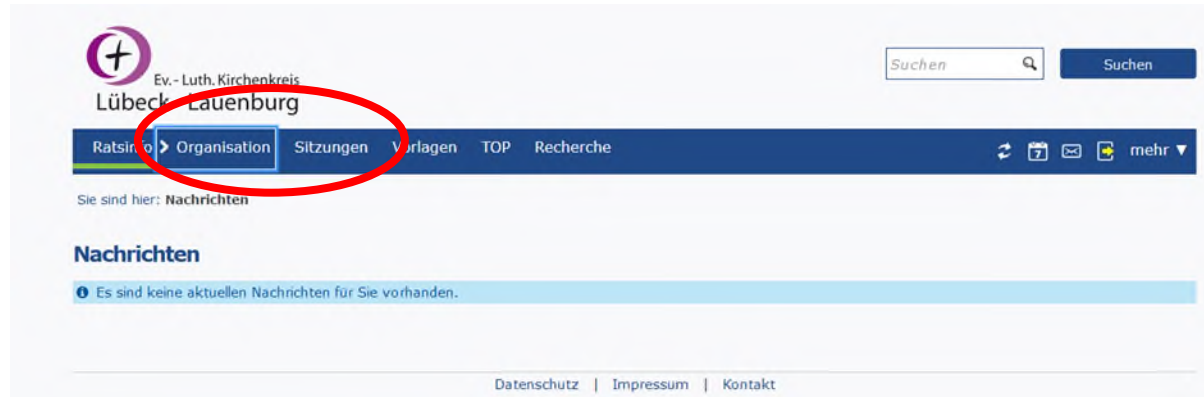 Ev.- Luth. Kirchenkreis
Lübeck - Lauenburg
Suchen Suchen
Ratsinfo Organisation Sitzungen Vorlagen TOP Recherche 7 mehr
Sie sind hier: Nachrichten
Nachrichten
Es sind keine aktuellen Nachrichten für Sie vorhanden.
Datenschutz | Impressum | Kontakt